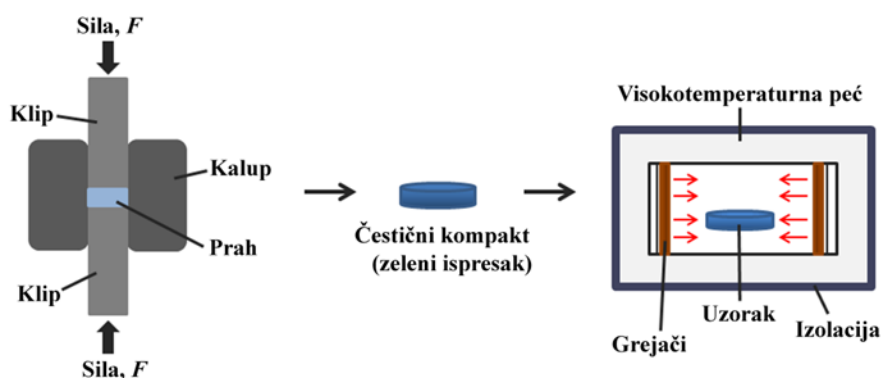 Sila, F
Klip
Kalup
Prah
Klip
Sila, F
Čestični kompakt
(zeleni ispresak)
Visokotemperaturna peć
Uzorak
Grejači
Izolacija